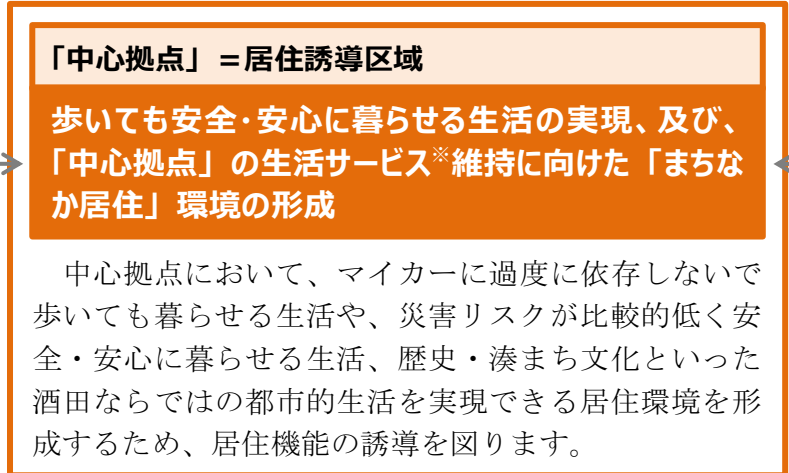 「中心拠点」=居住誘導区域
歩いても安全・安心に暮らせる生活の実現、及び、
「中心拠点」の生活サービス※維持に向けた「まちな
か居住」環境の形成
　中心拠点において、マイカーに過度に依存しないで
歩いても暮らせる生活や、災害リスクが比較的低く安
全・安心に暮らせる生活、歴史・湊まち文化といった
酒田ならではの都市的生活を実現できる居住環境を形
成するため、居住機能の誘導を図ります。